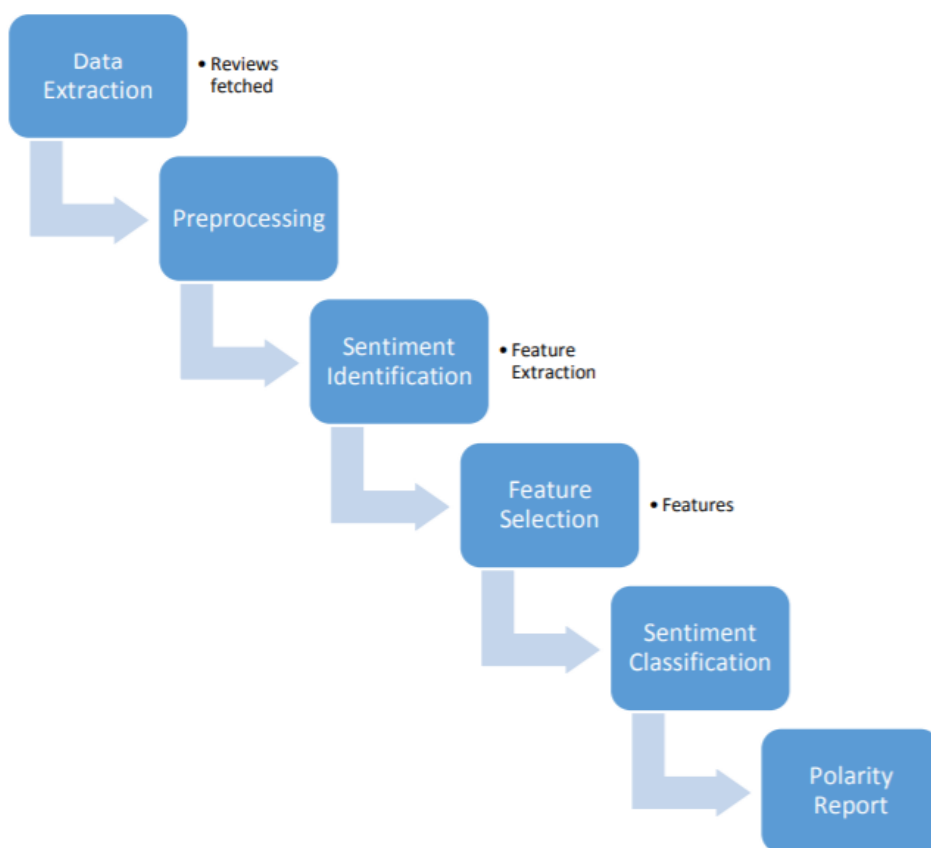 Data
Extraction
• Reviews
fetched
Preprocessing
Sentiment
Identification
• Feature
Extraction
Feature
Selection
• Features
Sentiment
Classification
Polarity
Report